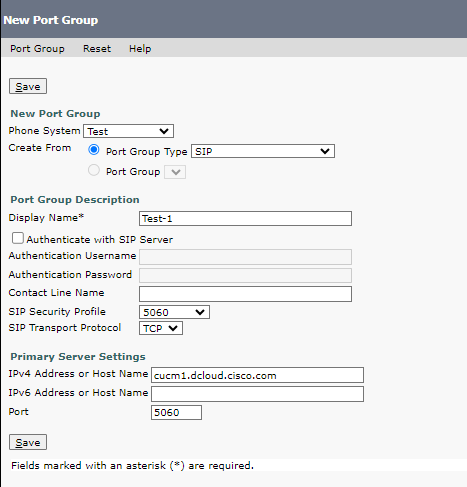 New Port Group
Port Group Reset Help
Save
New Port Group
Phone System Test
Create From Port Group Type SIP
Port Group
Port Group Description
Display Name* Test-1
Authenticate with SIP Server
Authentication Username
Authentication Password
Contact Line Name
SIP Security Profile 5060
SIP Transport Protocol TCP
Primary Server Settings
IPv4 Address or Host Name cucm1.dcloud.cisco.com
IPv6 Address or Host Name
Port 5060
Save
Fields marked with an asterisk (*) are required.